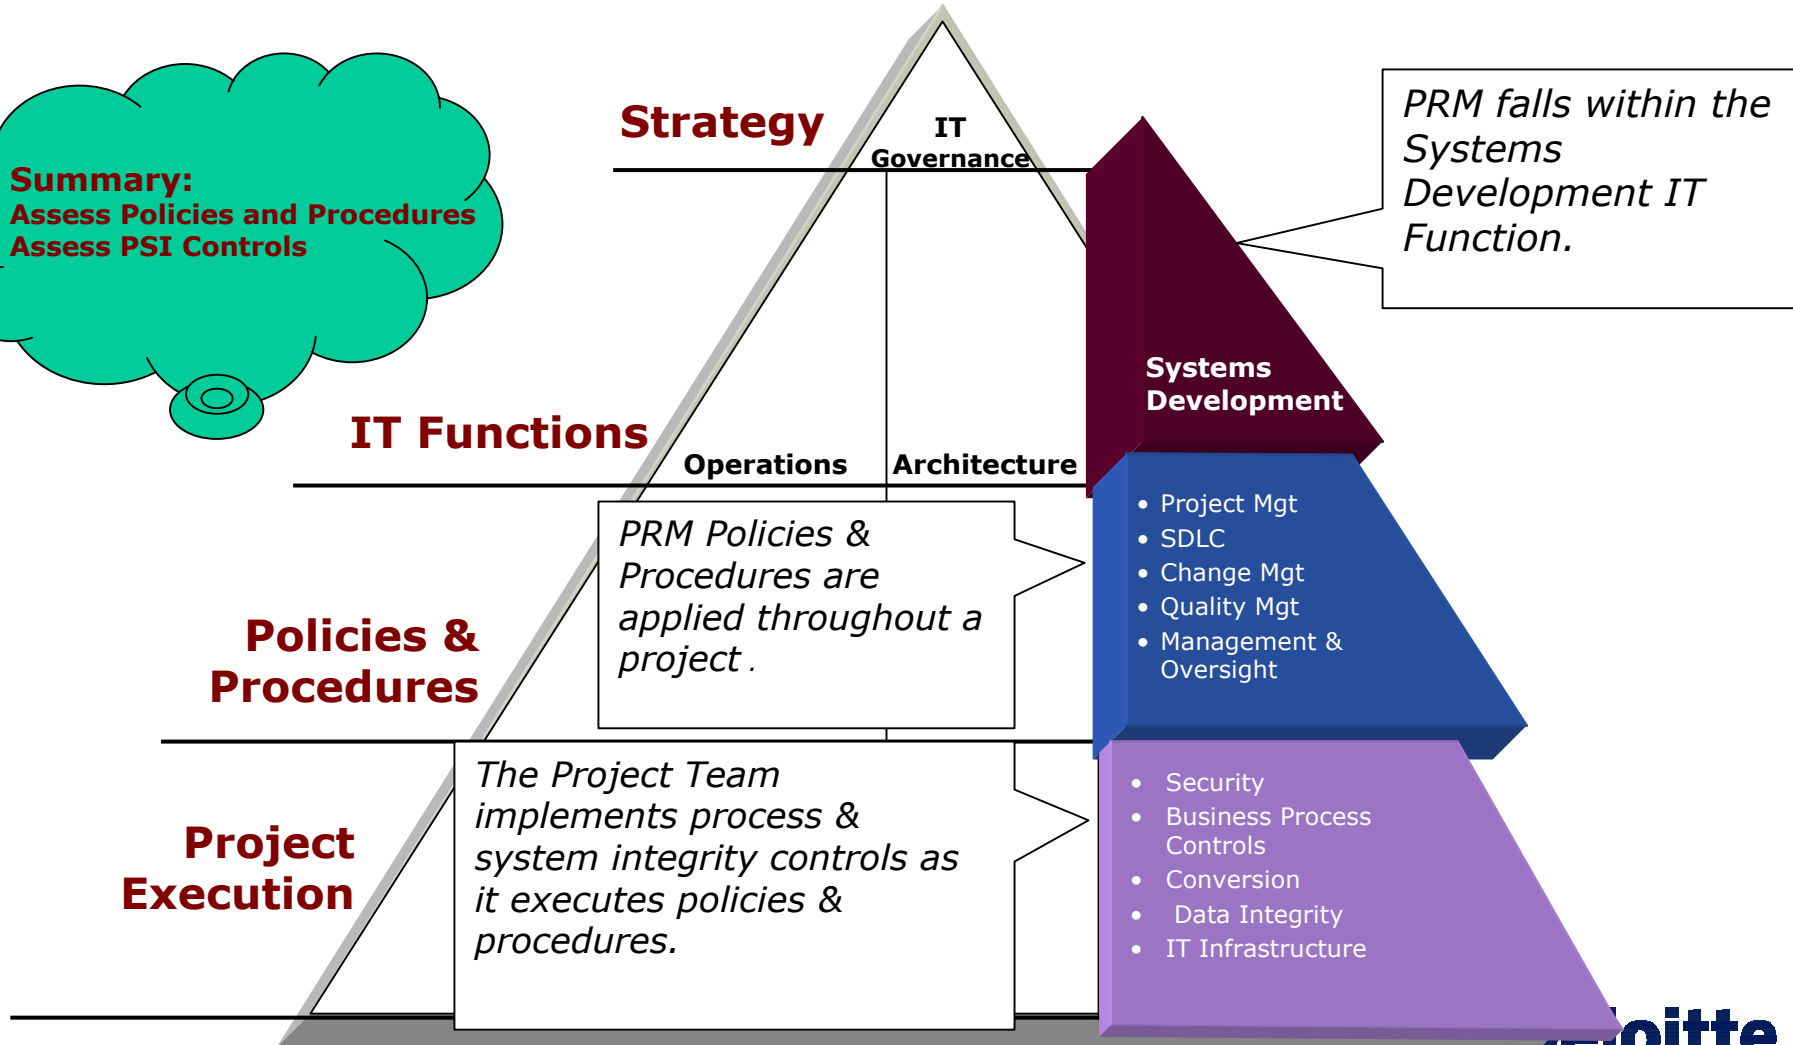 Summary:
Assess Policies and Procedures
Assess PSI Controls
Strategy
IT
Governance
PRM falls within the
Systems
Development IT
Function.
IT Functions
Operations
Architecture
Systems
Development
Policies &
Procedures
PRM Policies &
Procedures are
applied throughout a
project .
• Project Mgt
• SDLC
• Change Mgt
• Quality Mgt
• Management &
Oversight
Project
Execution
The Project Team
implements process &
system integrity controls as
it executes policies &
procedures.
• Security
• Business Process
Controls
• Conversion
• Data Integrity
• IT Infrastructure